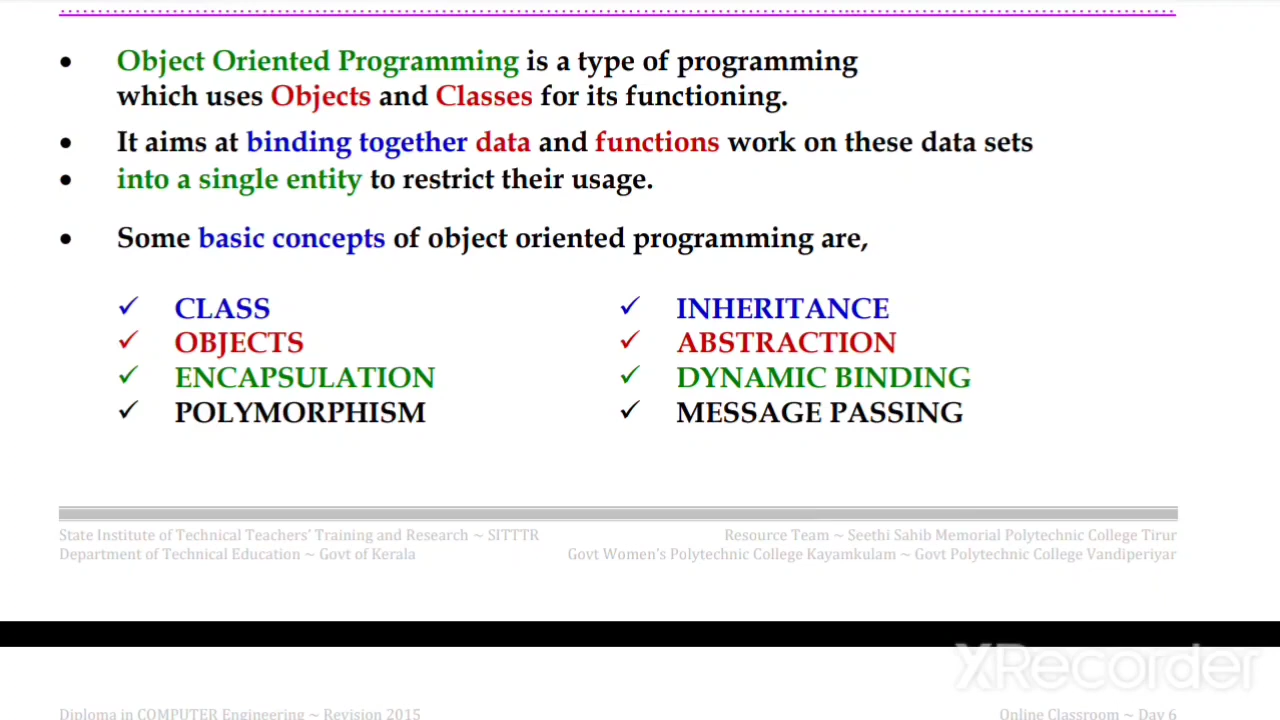 • Object Oriented Programming is a type of programming
which uses Objects and Classes for its functioning.
• It aims at binding together data and functions work on these data sets
• into a single entity to restrict their usage.
• Some basic concepts of object oriented programming are,
✓ CLASS
✓ OBJECTS
✓ ENCAPSULATION
✓ POLYMORPHISM
✓ INHERITANCE
✓ ABSTRACTION
✓ DYNAMIC BINDING
✓ MESSAGE PASSING
State Institute of Technical Teachers' Training and Research ~ SITTTR
Department of Technical Education ~ Govt of Kerala
Resource Team ~ Seethi Sahib Memorial Polytechnic College Tirur
Govt Women's Polytechnic College Kayamkulam ~ Govt Polytechnic College Vandiperiyar
XRecorder
Diploma in COMPUTER Engineering ~ Revision 2015
Online Classroom ~ Day 6